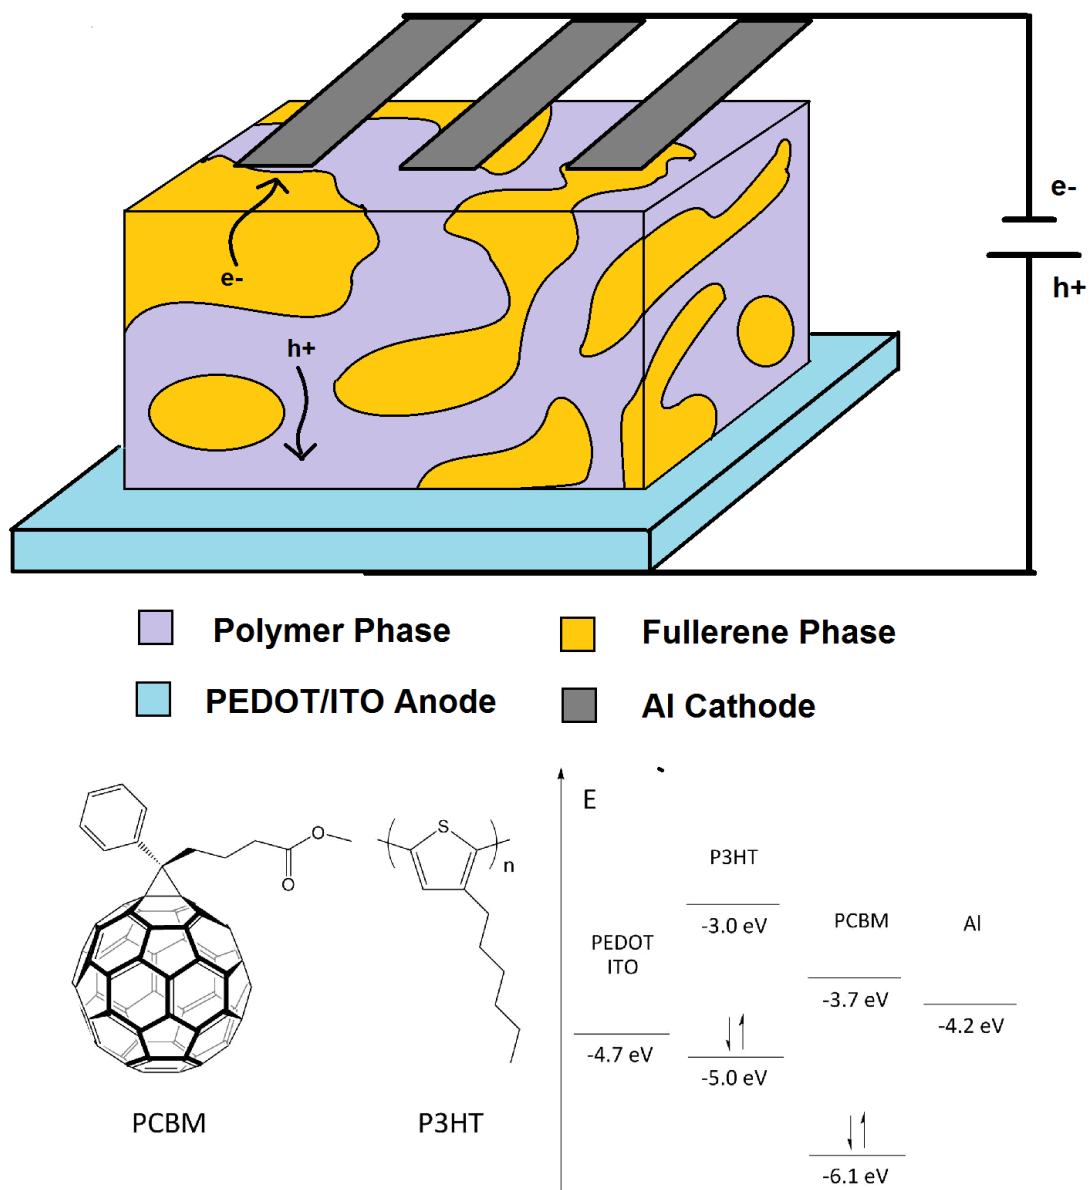 e-
h+
e-
h+
Polymer Phase
Fullerene Phase
PEDOT/ITO Anode
Al Cathode
O
O
PCBM
S
n
P3HT
E
PEDOT
ITO
-4.7 eV
P3HT
-3.0 eV
-5.0 eV
PCBM
-3.7 eV
-6.1 eV
Al
-4.2 eV